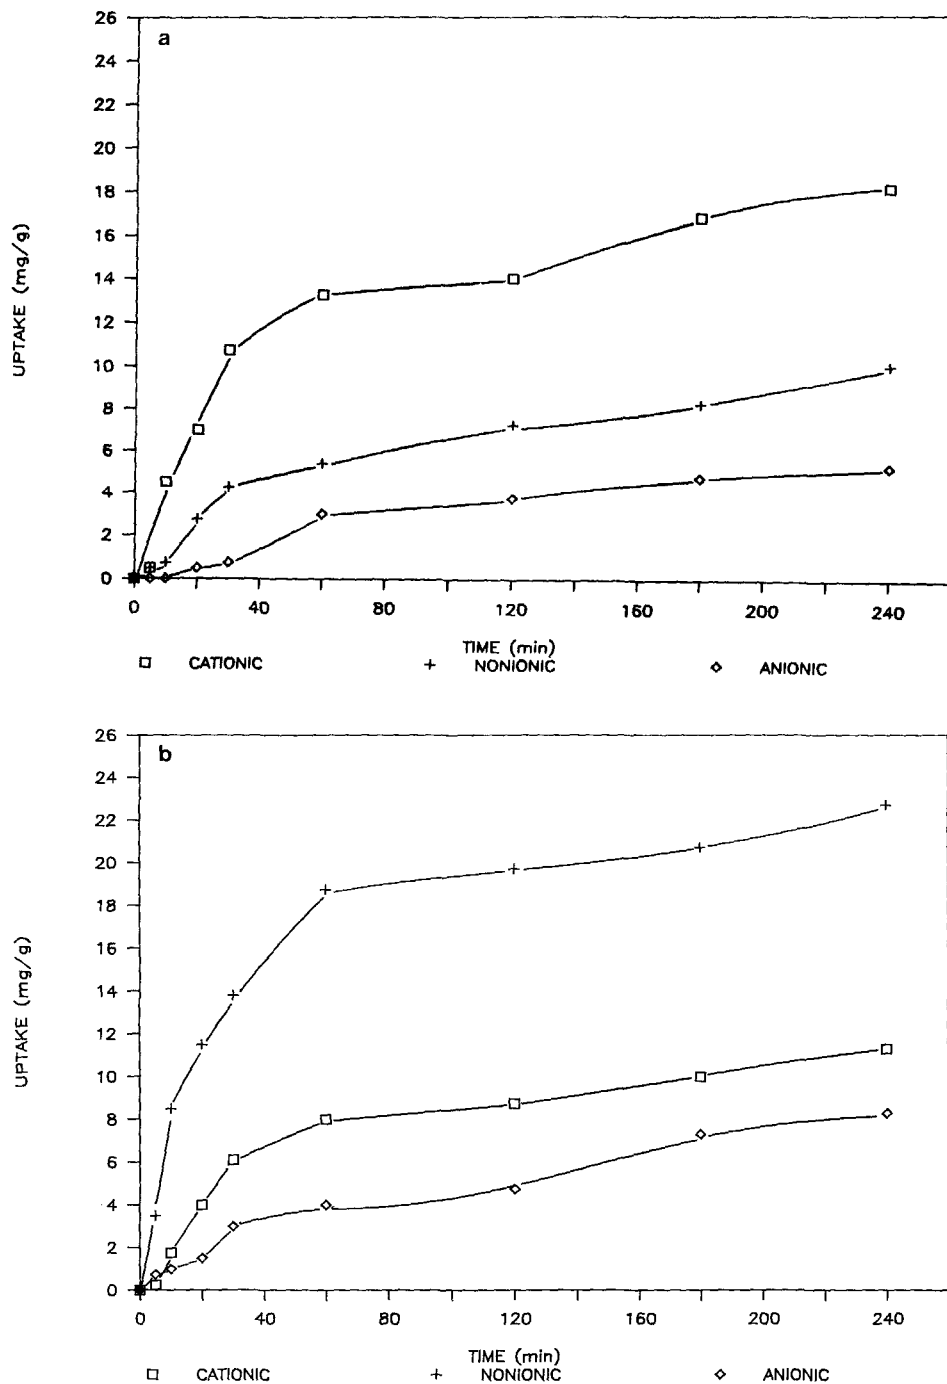 a
26
24
22
20
18
16
14
12
10
8
6
4
2
0
UPTAKE (mg/g)
0 40 80 120 160 200 240
TIME (min)
CATIONIC NONIONIC ANIONIC
b
26
24
22
20
18
16
14
12
10
8
6
4
2
0
UPTAKE (mg/g)
0 40 80 120 160 200 240
TIME (min)
CATIONIC NONIONIC ANIONIC